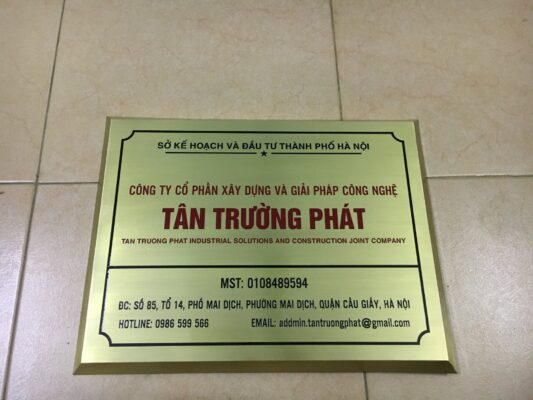 SỞ KẾ HOẠCH VÀ ĐẦU TƯ THÀNH PHỐ HÀ NỘI
CÔNG TY CỔ PHẦN XÂY DỰNG VÀ GIẢI PHÁP CÔNG NGHỆ
TÂN TRƯỜNG PHÁT
TAN TRUONG PHAT INDUSTRIAL SOLUTIONS AND CONSTRUCTION JOINT COMPANY
MST: 0108489594
ĐC: SỐ 85, TỔ 14, PHỐ MAI DỊCH, PHƯỜNG MAI DỊCH, QUẬN CẦU GIẤY, HÀ NỘI
HOTLINE: 0986 599 566 EMAIL: addmin.tantruongphat@gmail.com